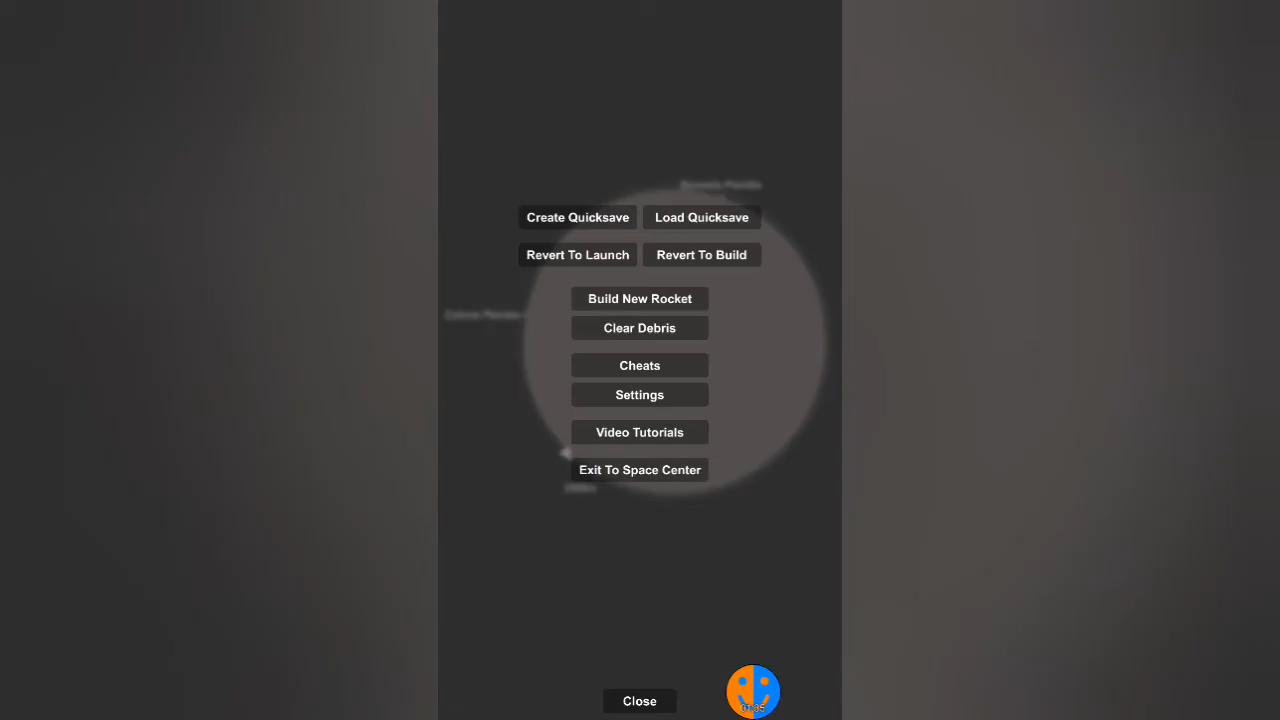 Create Quicksave
Load Quicksave
Revert To Launch
Revert To Build
Build New Rocket
Clear Debris
Cheats
Settings
Video Tutorials
Exit To Space Center
Close